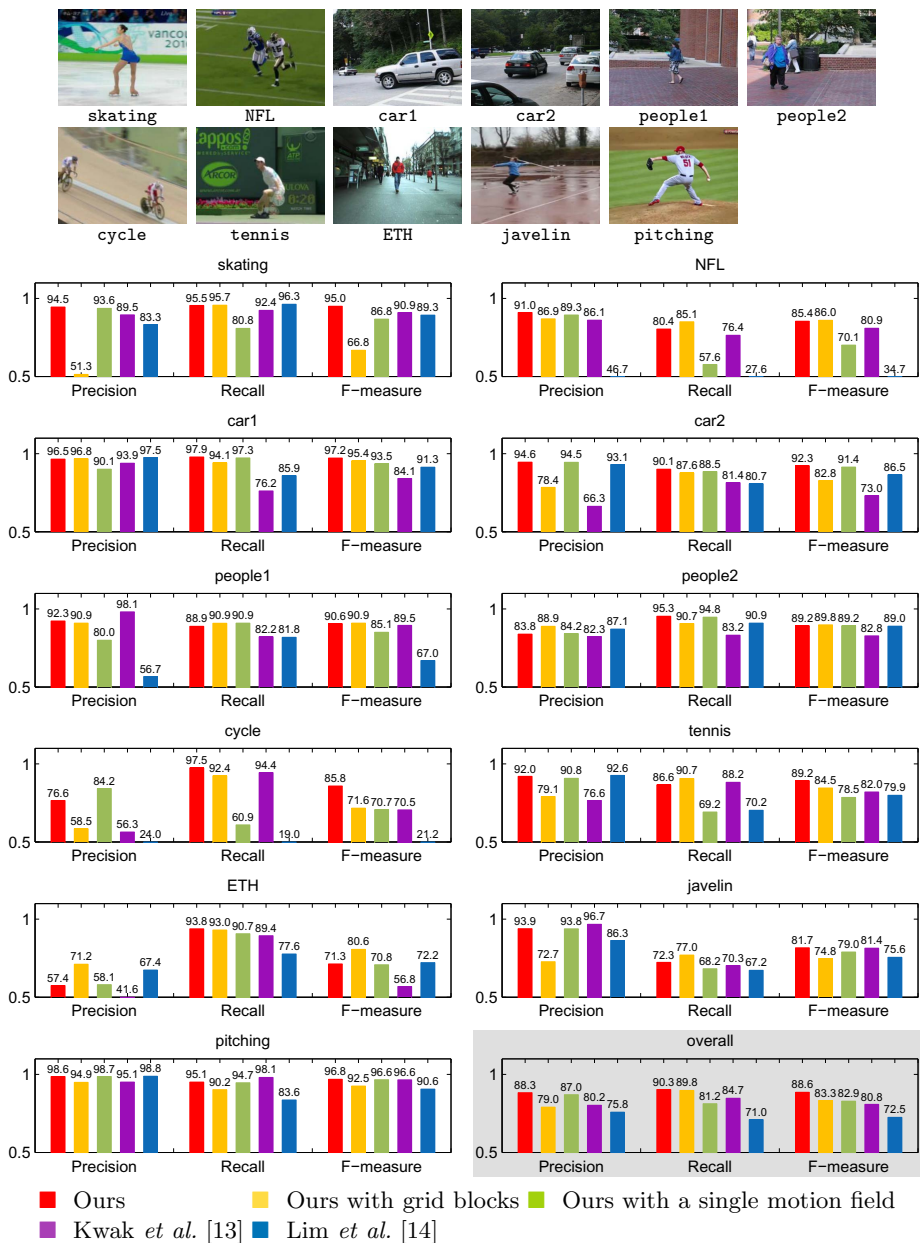 vancou
2010
skating NFL car1 car2 people1 people2
Zappos
ARCOR
ATP
0:20
51
cycle tennis ETH javelin pitching
skating
1
0.5
94.5 51.3 93.6 89.5 83.3
95.5 95.7 80.8 92.4 96.3
95.0 66.8 86.8 90.9 89.3
Precision Recall F−measure
NFL
1
0.5
91.0 86.9 89.3 86.1 46.7
80.4 85.1 57.6 76.4 27.6
85.4 86.0 70.1 80.9 34.7
Precision Recall F−measure
car1
1
0.5
96.5 96.8 90.1 93.9 97.5
97.9 94.1 97.3 76.2 85.9
97.2 95.4 93.5 84.1 91.3
Precision Recall F−measure
car2
1
0.5
94.6 78.4 94.5 66.3 93.1
90.1 87.6 88.5 81.4 80.7
92.3 82.8 91.4 73.0 86.5
Precision Recall F−measure
people1
1
0.5
92.3 90.9 80.0 98.1 56.7
88.9 90.9 90.9 82.2 81.8
90.6 90.9 85.1 89.5 67.0
Precision Recall F−measure
people2
1
0.5
83.8 88.9 84.2 82.3 87.1
95.3 90.7 94.8 83.2 90.9
89.2 89.8 89.2 82.8 89.0
Precision Recall F−measure
cycle
1
0.5
76.6 58.5 84.2 56.3 24.0
97.5 92.4 60.9 94.4 19.0
85.8 71.6 70.7 70.5 21.2
Precision Recall F−measure
tennis
1
0.5
92.0 79.1 90.8 76.6 92.6
86.6 90.7 69.2 88.2 70.2
89.2 84.5 78.5 82.0 79.9
Precision Recall F−measure
ETH
1
0.5
57.4 71.2 58.1 41.6 67.4
93.8 93.0 90.7 89.4 77.6
71.3 80.6 70.8 56.8 72.2
Precision Recall F−measure
javelin
1
0.5
93.9 72.7 93.8 96.7 86.3
72.3 77.0 68.2 70.3 67.2
81.7 74.8 79.0 81.4 75.6
Precision Recall F−measure
pitching
1
0.5
98.6 94.9 98.7 95.1 98.8
95.1 90.2 94.7 98.1 83.6
96.8 92.5 96.6 96.6 90.6
Precision Recall F−measure
overall
1
0.5
88.3 79.0 87.0 80.2 75.8
90.3 89.8 81.2 84.7 71.0
88.6 83.3 82.9 80.8 72.5
Precision Recall F−measure
Ours Ours with grid blocks Ours with a single motion field
Kwak et al. [13] Lim et al. [14]